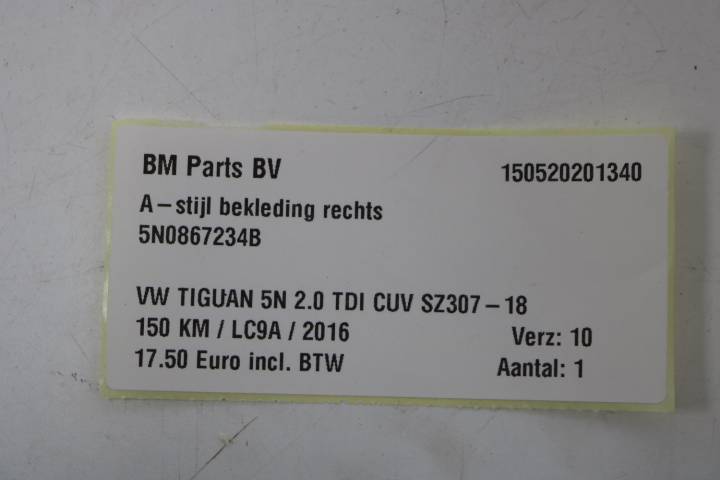 BM Parts BV 150520201340
A-stijl bekleding rechts
5N0867234B
VW TIGUAN 5N 2.0 TDI CUV SZ307-18
150 KM / LC9A / 2016 Verz: 10
17.50 Euro incl. BTW Aantal: 1